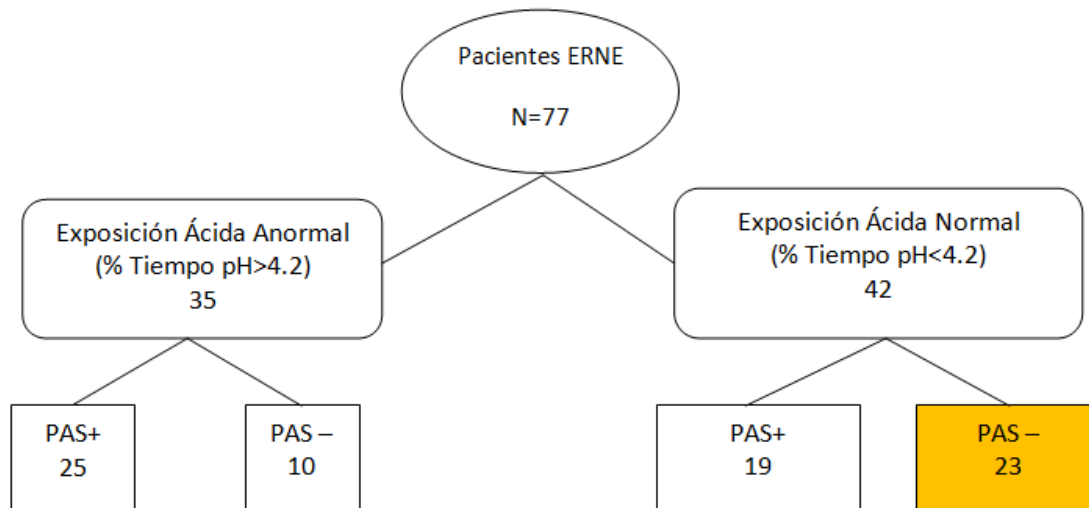 Pacientes ERNE
N=77
Exposición Ácida Anormal
(% Tiempo pH>4.2)
35
Exposición Ácida Normal
(% Tiempo pH<4.2)
42
PAS+
25
PAS –
10
PAS+
19
PAS –
23